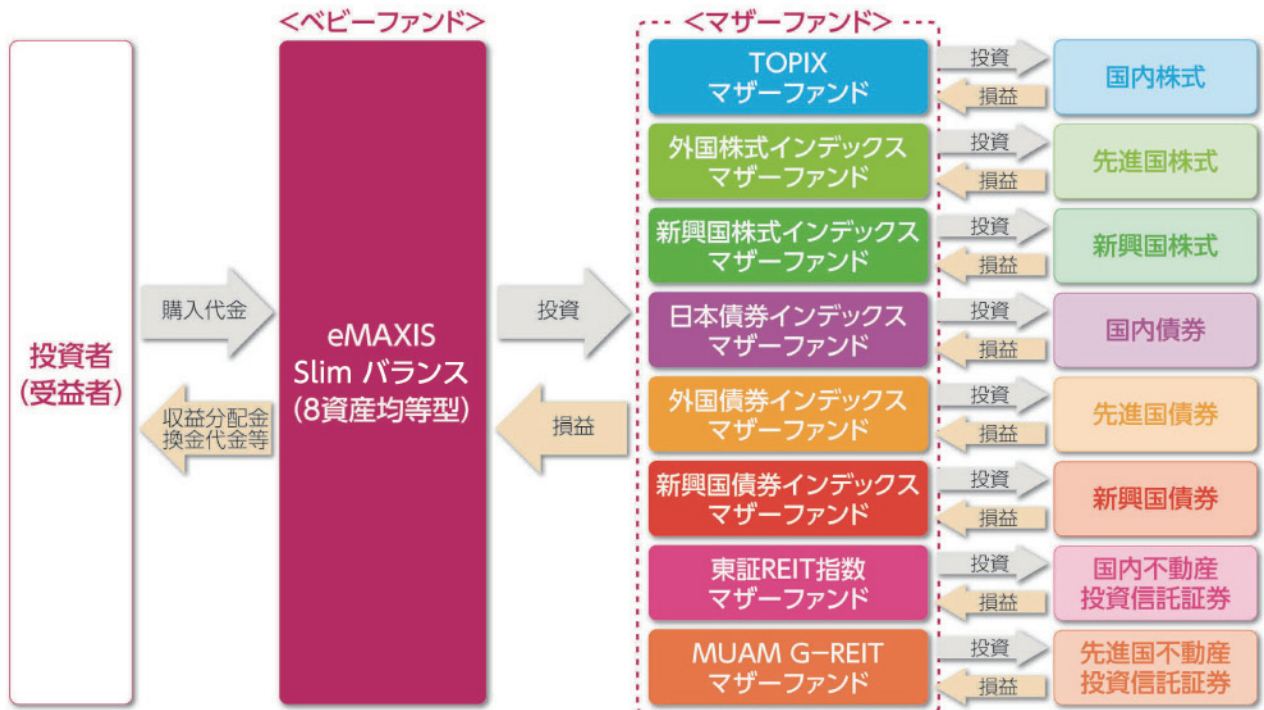 <ベビーファンド>
<マザーファンド>
投資者
(受益者)
購入代金
収益分配金
換金代金等
eMAXIS
Slim バランス
(8資産均等型)
投資
損益
TOPIX
マザーファンド
投資
損益
国内株式
外国株式インデックス
マザーファンド
投資
損益
先進国株式
新興国株式インデックス
マザーファンド
投資
損益
新興国株式
日本債券インデックス
マザーファンド
投資
損益
国内債券
外国債券インデックス
マザーファンド
投資
損益
先進国債券
新興国債券インデックス
マザーファンド
投資
損益
新興国債券
東証REIT指数
マザーファンド
投資
損益
国内不動産
投資信託証券
MUAM G−REIT
マザーファンド
投資
損益
先進国不動産
投資信託証券